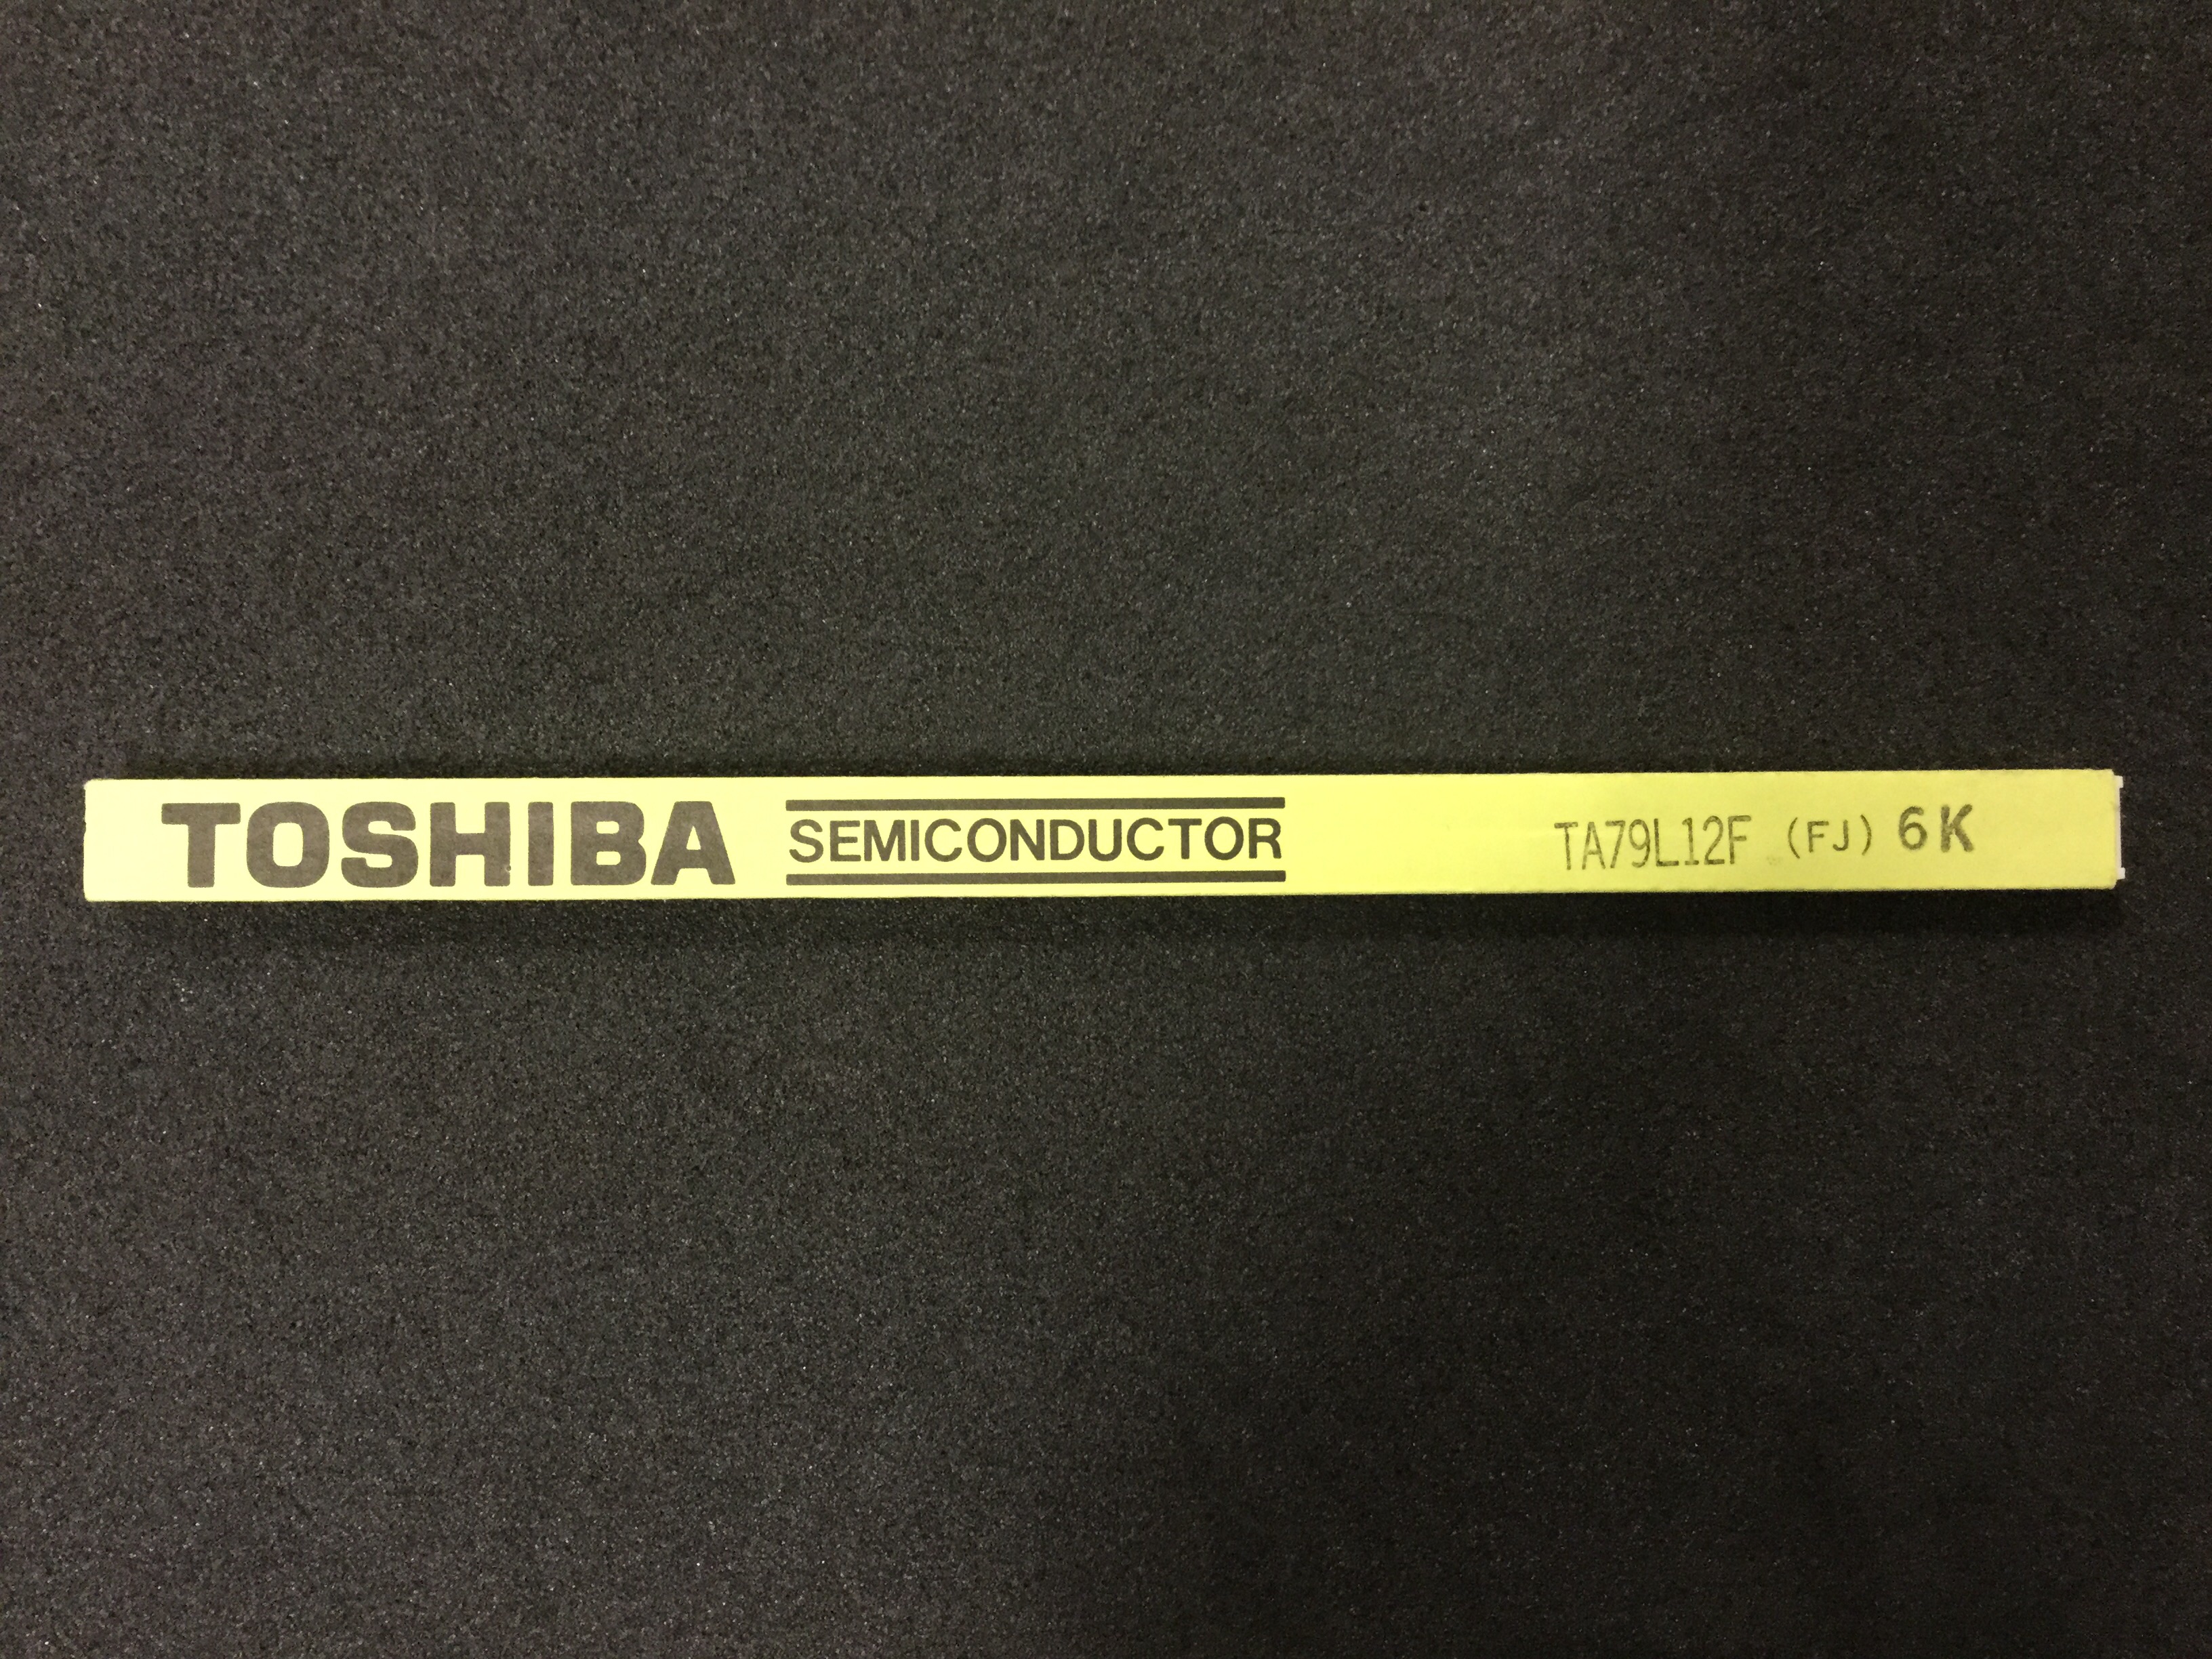 TOSHIBA SEMICONDUCTOR TA79L12F (FJ) 6K